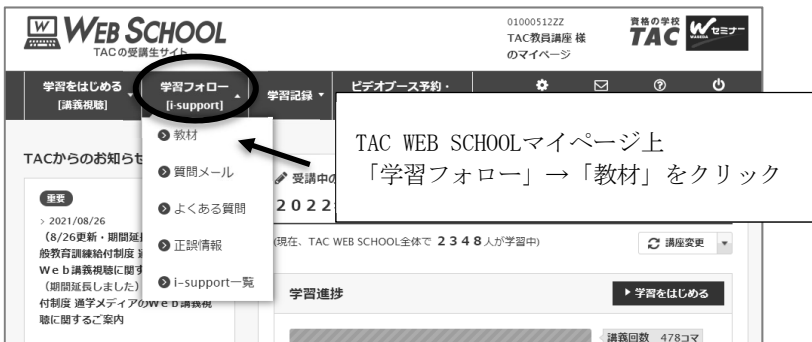 WEB SCHOOL
TACの受講生サイト
01000512ZZ
TAC教員講座 様
のマイページ
資格の学校
TAC
W セミナー
WASEDA
学習をはじめる
[講義視聴]
学習フォロー
[i-support]
学習記録
ビデオブース予約・
教材
質問メール
よくある質問
正誤情報
i-support一覧
TAC WEB SCHOOLマイページ上
「学習フォロー」→「教材」をクリック
TACからのお知らせ
重要
> 2021/08/26
(8/26更新・期間延
般教育訓練給付制度
Web講義視聴に関す
(期間延長しました)
付制度 通学メディアのWeb講義視
聴に関するご案内
受講中の
2022
(現在、TAC WEB SCHOOL全体で 2348人が学習中)
講座変更
学習進捗
学習をはじめる
講義回数 478コマ